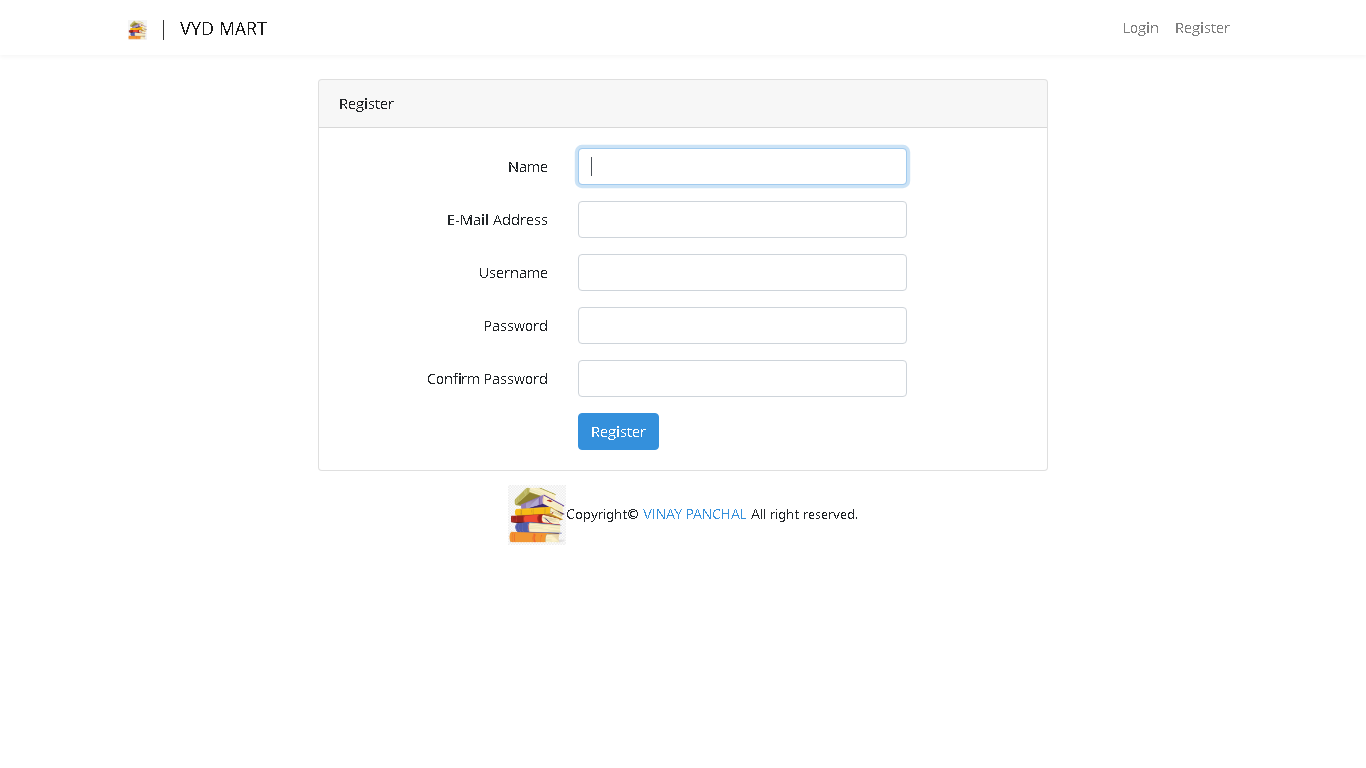 | VYD MART
Login Register
Register
Name
E-Mail Address
Username
Password
Confirm Password
Register
Copyright© VINAY PANCHAL All right reserved.